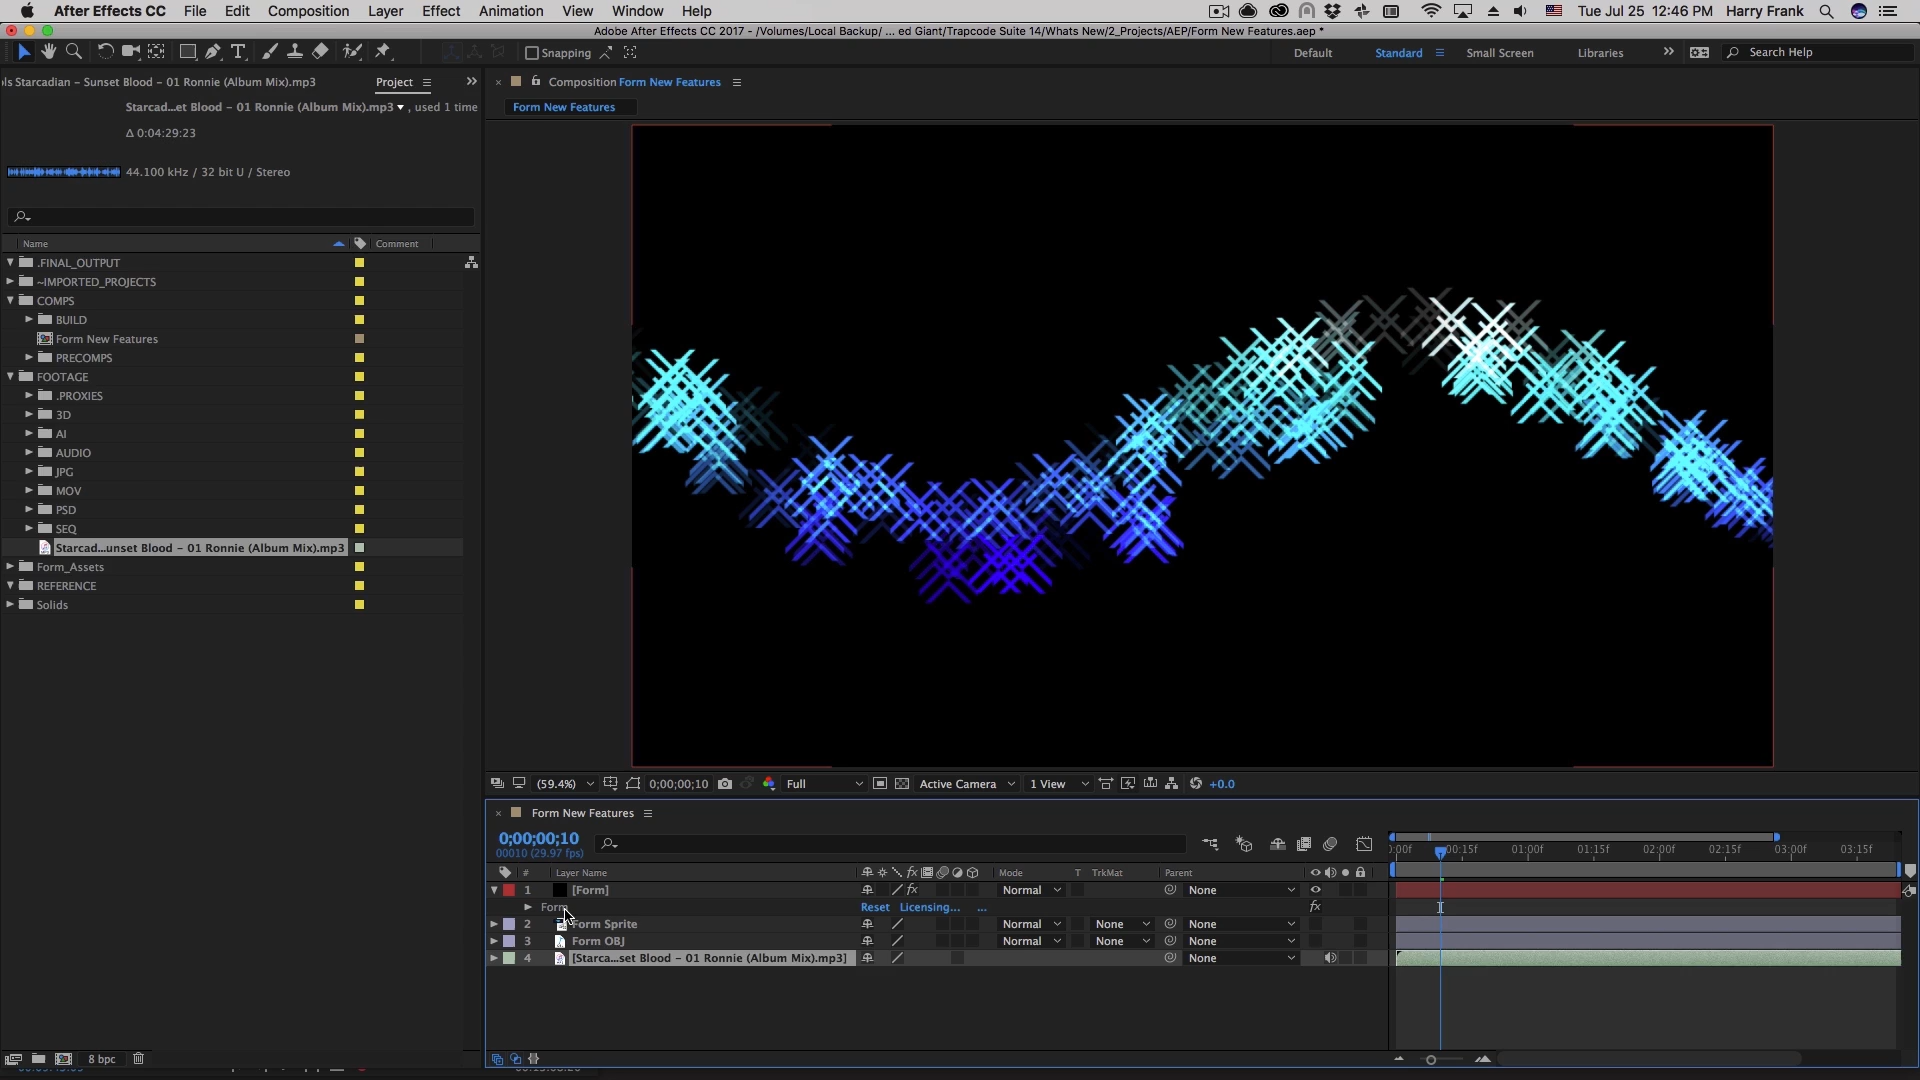 After Effects CC File Edit Composition Layer Effect Animation View Window Help Tue Jul 25 12:46 PM Harry Frank
Adobe After Effects CC 2017 - /Volumes/Local Backup/ ... ed Giant/Trapcode Suite 14/Whats New/2_Projects/AEP/Form New Features.aep *
Snapping Default Standard Small Screen Libraries Search Help
ols Starcadian - Sunset Blood - 01 Ronnie (Album Mix).mp3 Project
Composition Form New Features
Starcad...et Blood - 01 Ronnie (Album Mix).mp3 , used 1 time
Form New Features
Δ 0:04:29:23
44.100 kHz / 32 bit U / Stereo
Name Comment
.FINAL_OUTPUT
~IMPORTED_PROJECTS
COMPS
BUILD
Form New Features
PRECOMPS
FOOTAGE
.PROXIES
3D
AI
AUDIO
JPG
MOV
PSD
SEQ
Starcad...unset Blood - 01 Ronnie (Album Mix).mp3
Form_Assets
REFERENCE
Solids
(59.4%) 0;00;00;10 Full Active Camera 1 View +0.0
Form New Features
0;00;00;10
00010 (29.97 fps)
:00f 00:15f 01:00f 01:15f 02:00f 02:15f 03:00f 03:15f
# Layer Name fx Mode T TrkMat Parent
1 [Form] fx Normal None
Form Reset Licensing... ... fx
2 Form Sprite Normal None None
3 Form OBJ Normal None None
4 [Starca...set Blood - 01 Ronnie (Album Mix).mp3] None
8 bpc